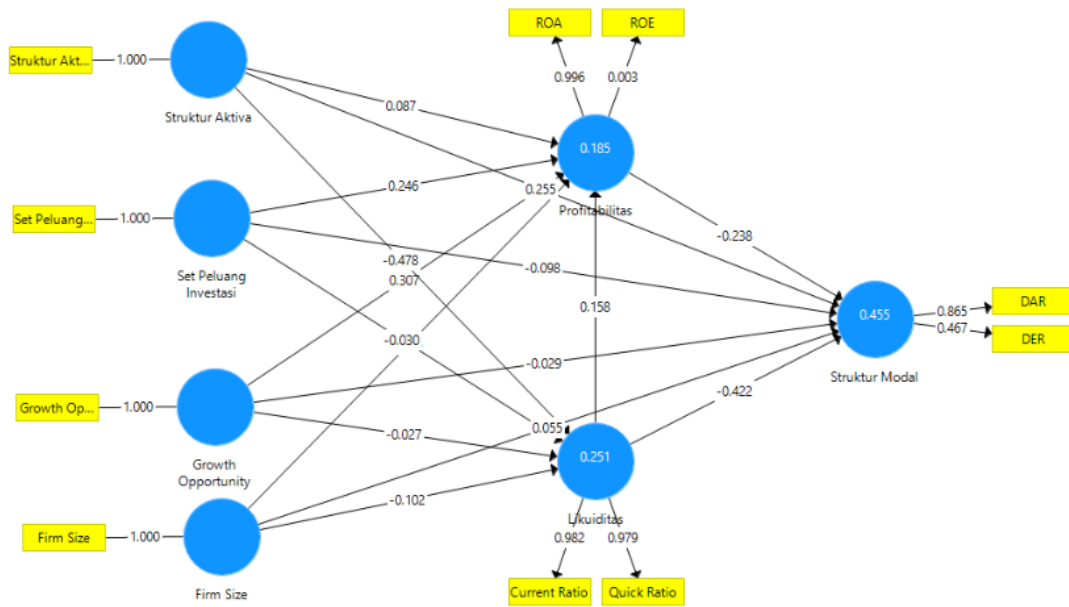 ROA
ROE
Struktur Akt...
1.000
0.996
0.003
Struktur Aktiva
0.087
0.185
0.246
0.255
Profitabilitas
Set Peluang...
1.000
-0.238
Set Peluang
Investasi
-0.478
-0.098
0.307
0.158
0.455
0.865
DAR
0.467
DER
-0.030
-0.029
Struktur Modal
-0.422
Growth Op...
1.000
-0.027
0.055
Growth
Opportunity
0.251
-0.102
Likuiditas
Firm Size
1.000
0.982
0.979
Firm Size
Current Ratio
Quick Ratio